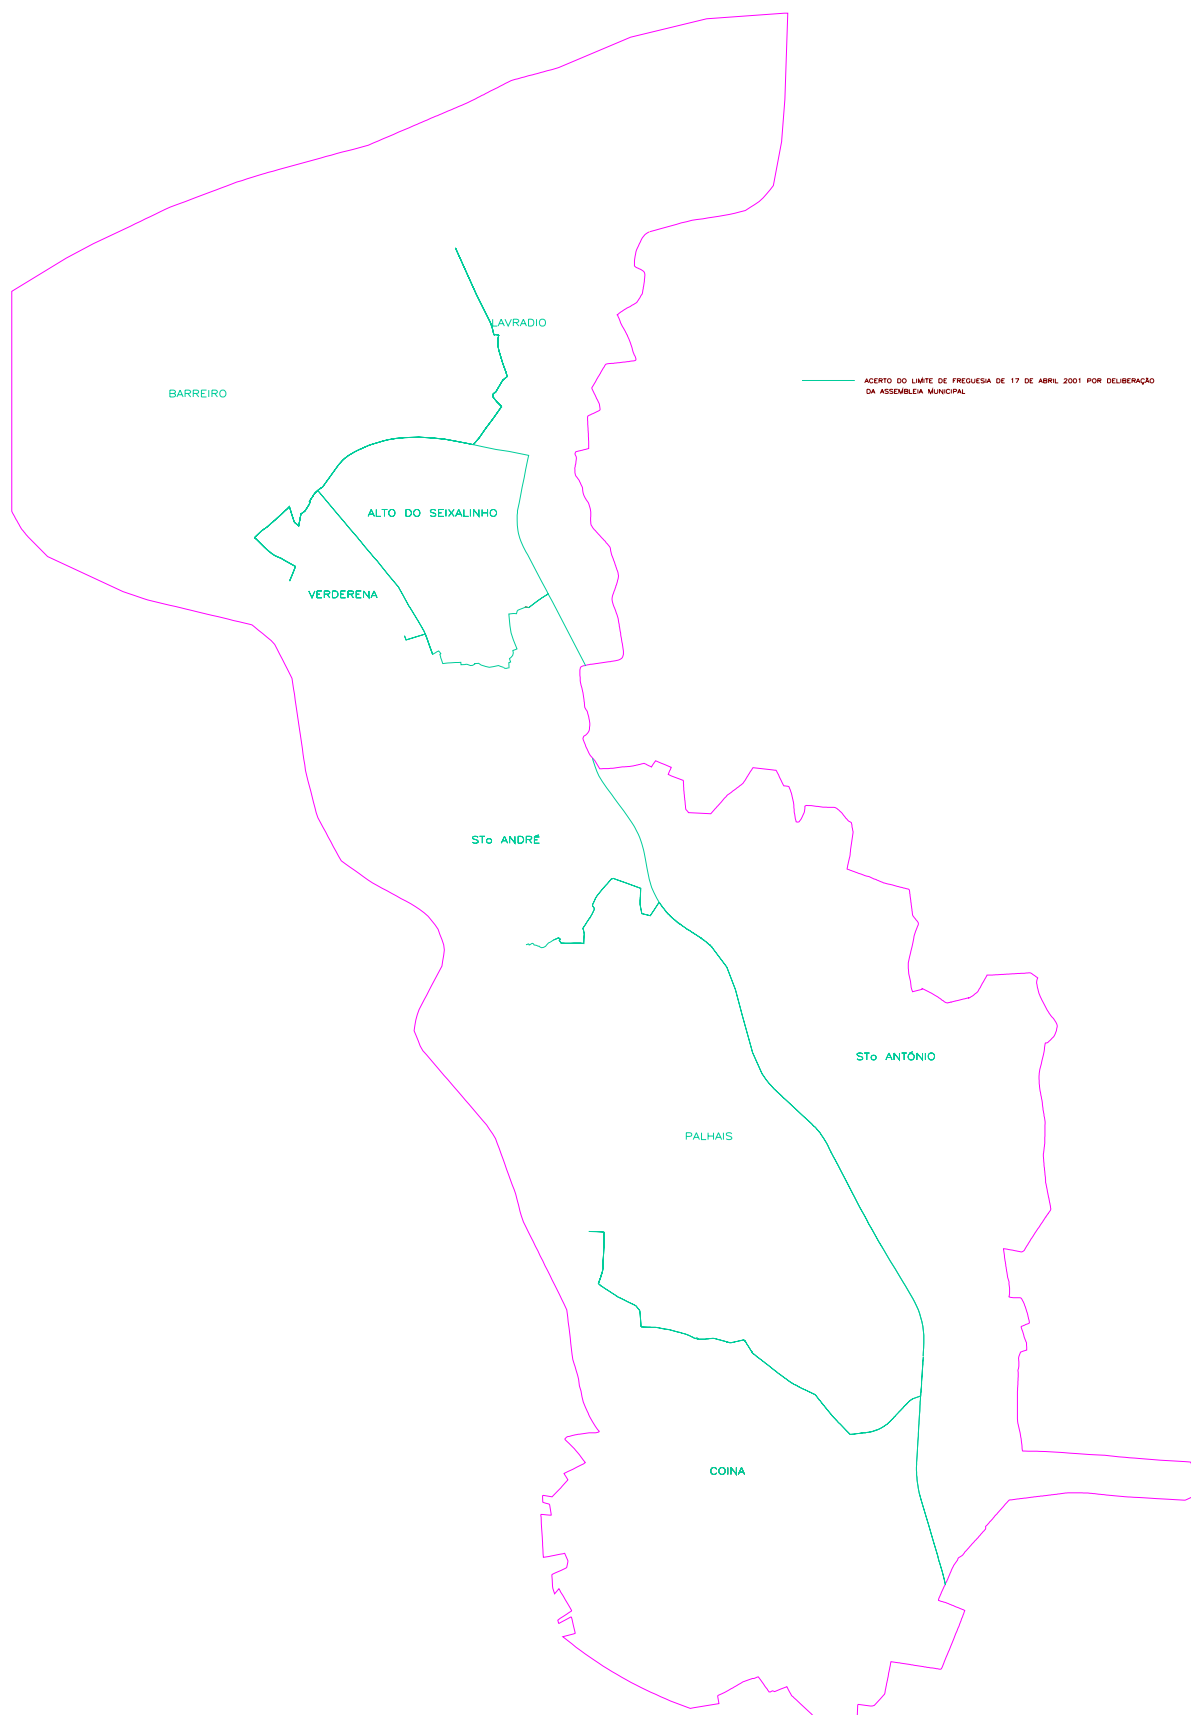 LAVRADIO
BARREIRO
ACERTO DO LIMITE DE FREGUESIA DE 17 DE ABRIL 2001 POR DELIBERAÇÃO
DA ASSEMBLEIA MUNICIPAL
ALTO DO SEIXALINHO
VERDERENA
STo ANDRÉ
STo ANTÓNIO
PALHAIS
COINA